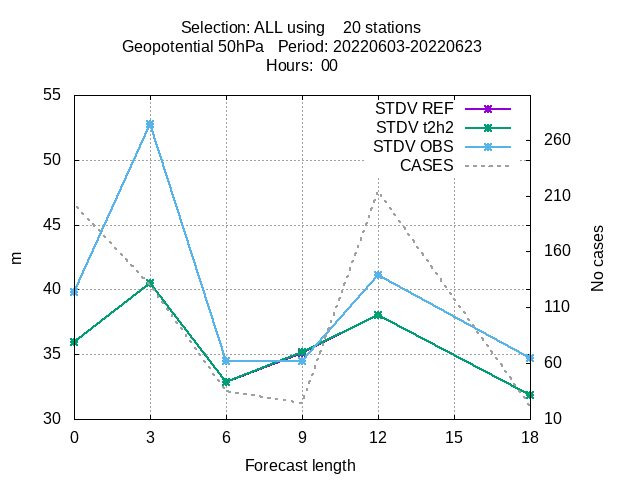 Selection: ALL using    20 stations
Geopotential 50hPa   Period: 20220603-20220623
Hours:  00
STDV REF
STDV t2h2
STDV OBS
CASES
55
50
45
40
35
30
m
260
210
160
110
60
10
No cases
0 3 6 9 12 15 18
Forecast length